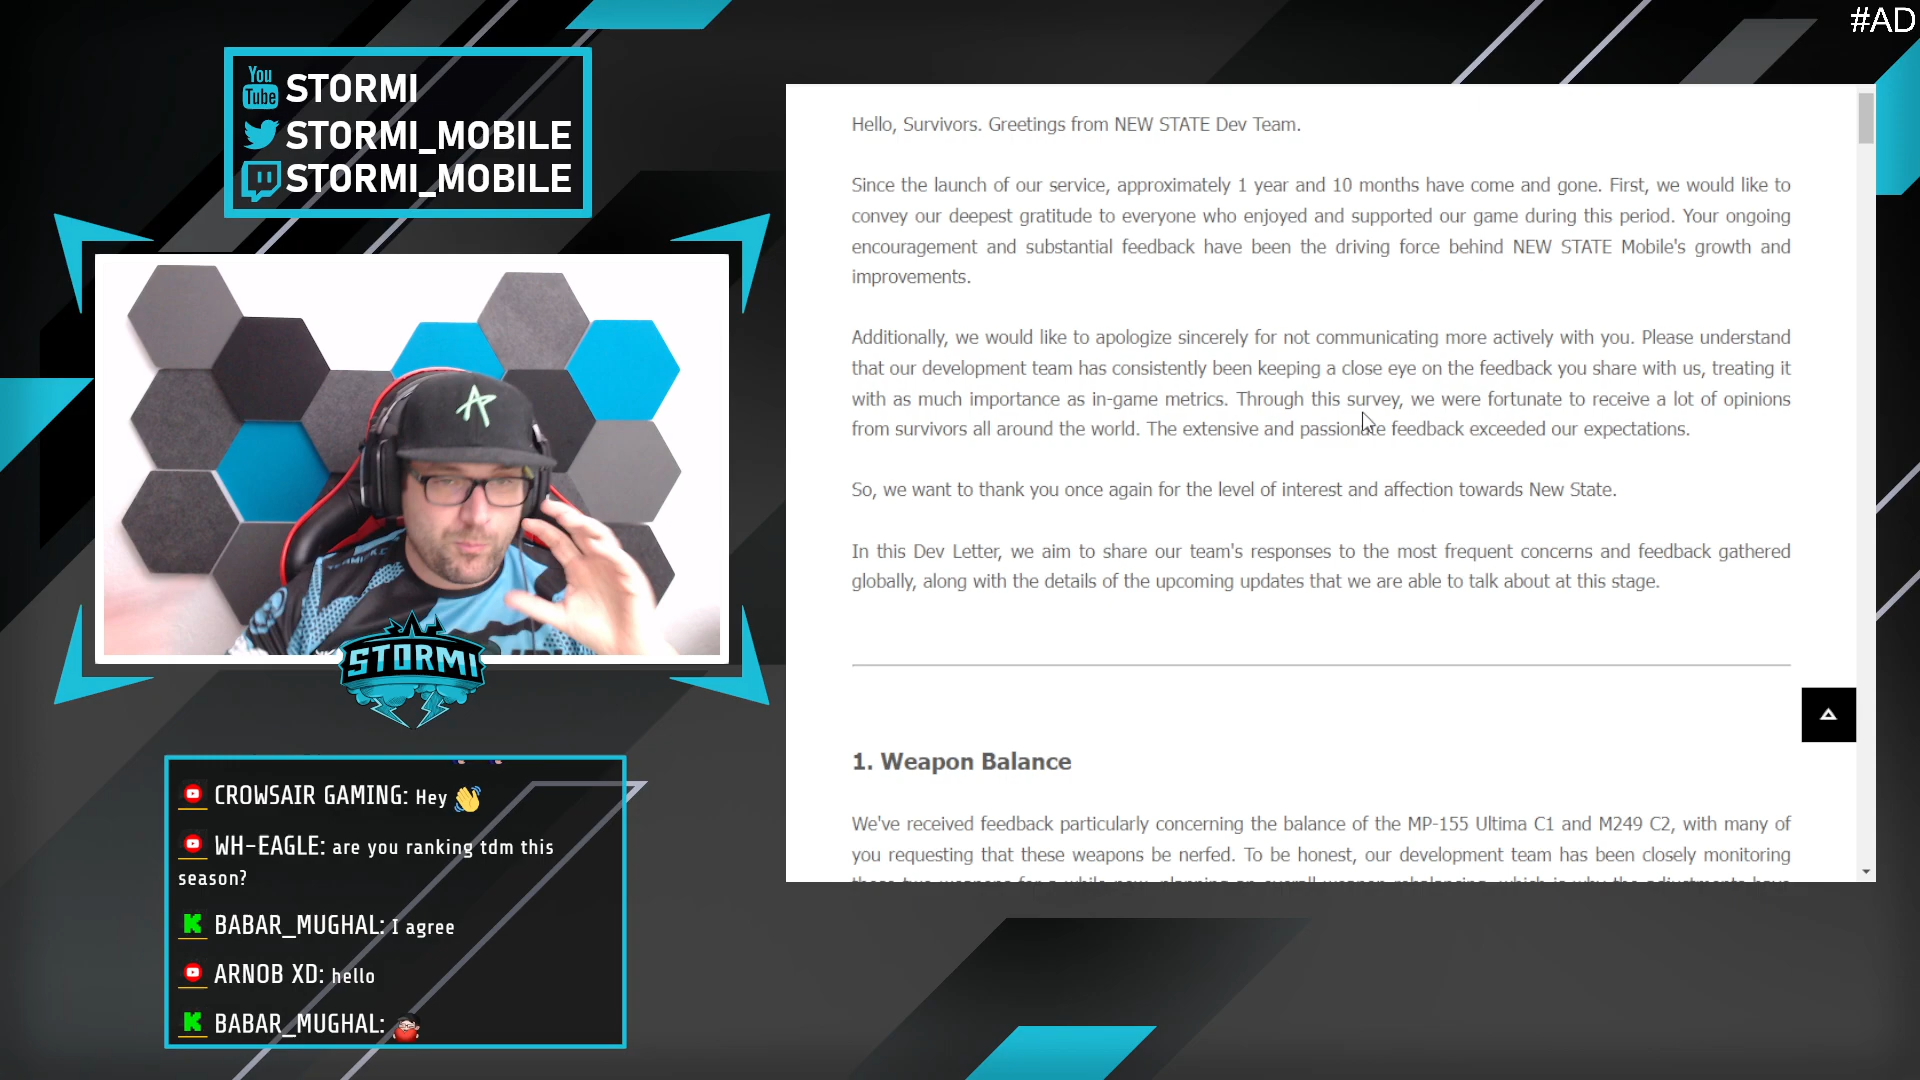 #AD
You
Tube STORMI
STORMI_MOBILE
STORMI_MOBILE
Hello, Survivors. Greetings from NEW STATE Dev Team.
Since the launch of our service, approximately 1 year and 10 months have come and gone. First, we would like to
convey our deepest gratitude to everyone who enjoyed and supported our game during this period. Your ongoing
encouragement and substantial feedback have been the driving force behind NEW STATE Mobile's growth and
improvements.
Additionally, we would like to apologize sincerely for not communicating more actively with you. Please understand
that our development team has consistently been keeping a close eye on the feedback you share with us, treating it
with as much importance as in-game metrics. Through this survey, we were fortunate to receive a lot of opinions
from survivors all around the world. The extensive and passionate feedback exceeded our expectations.
So, we want to thank you once again for the level of interest and affection towards New State.
In this Dev Letter, we aim to share our team's responses to the most frequent concerns and feedback gathered
globally, along with the details of the upcoming updates that we are able to talk about at this stage.
1. Weapon Balance
We've received feedback particularly concerning the balance of the MP-155 Ultima C1 and M249 C2, with many of
you requesting that these weapons be nerfed. To be honest, our development team has been closely monitoring
STORMI
CROWSAIR GAMING: Hey 👋
WH-EAGLE: are you ranking tdm this
season?
BABAR_MUGHAL: I agree
ARNOB XD: hello
BABAR_MUGHAL: